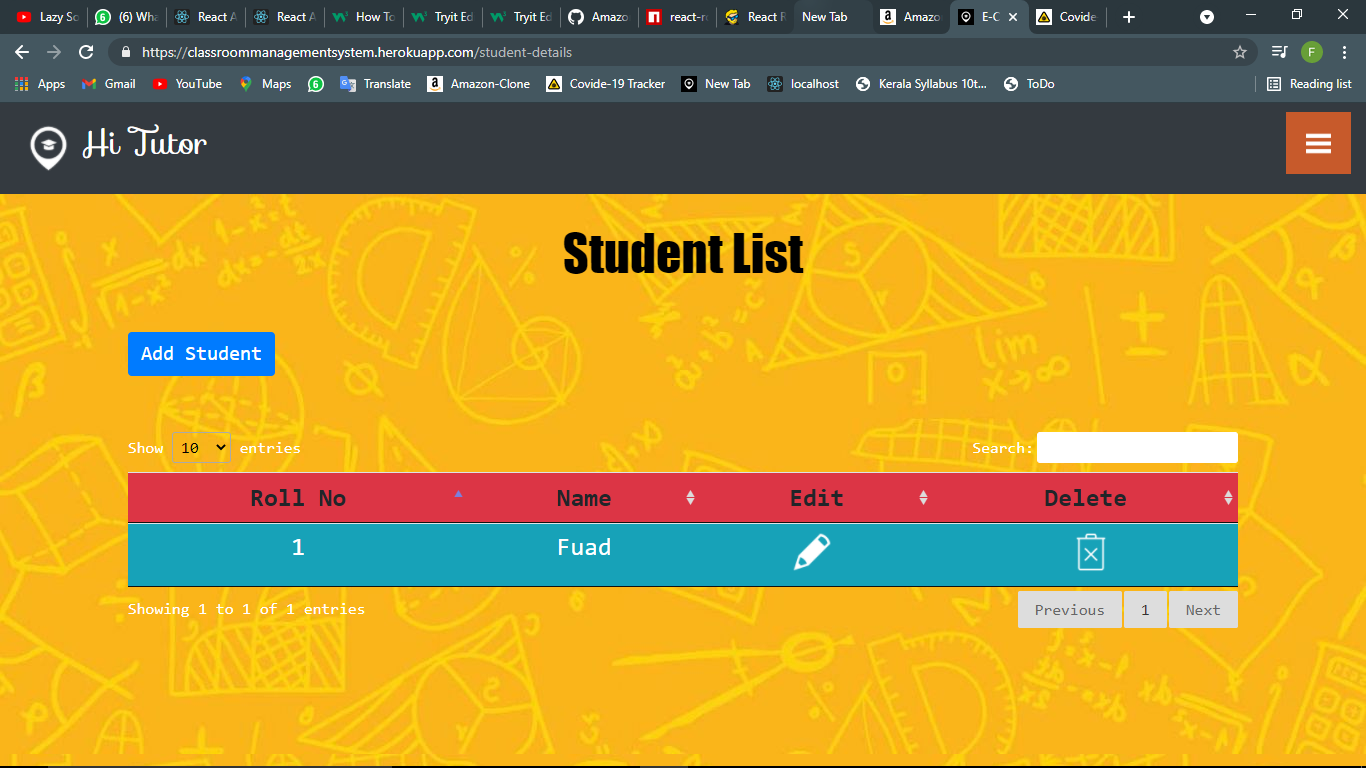 Lazy So (6) Wha React A React A How To Tryit Ed Tryit Ed Amazo react-ro React R New Tab Amazo E-C Covide-
https://classroommanagementsystem.herokuapp.com/student-details F
Apps Gmail YouTube Maps 6 Translate Amazon-Clone Covide-19 Tracker New Tab localhost Kerala Syllabus 10t... ToDo Reading list
Hi Tutor
Student List
Add Student
Show 10 entries Search:
Roll No Name Edit Delete
1 Fuad
Showing 1 to 1 of 1 entries Previous 1 Next